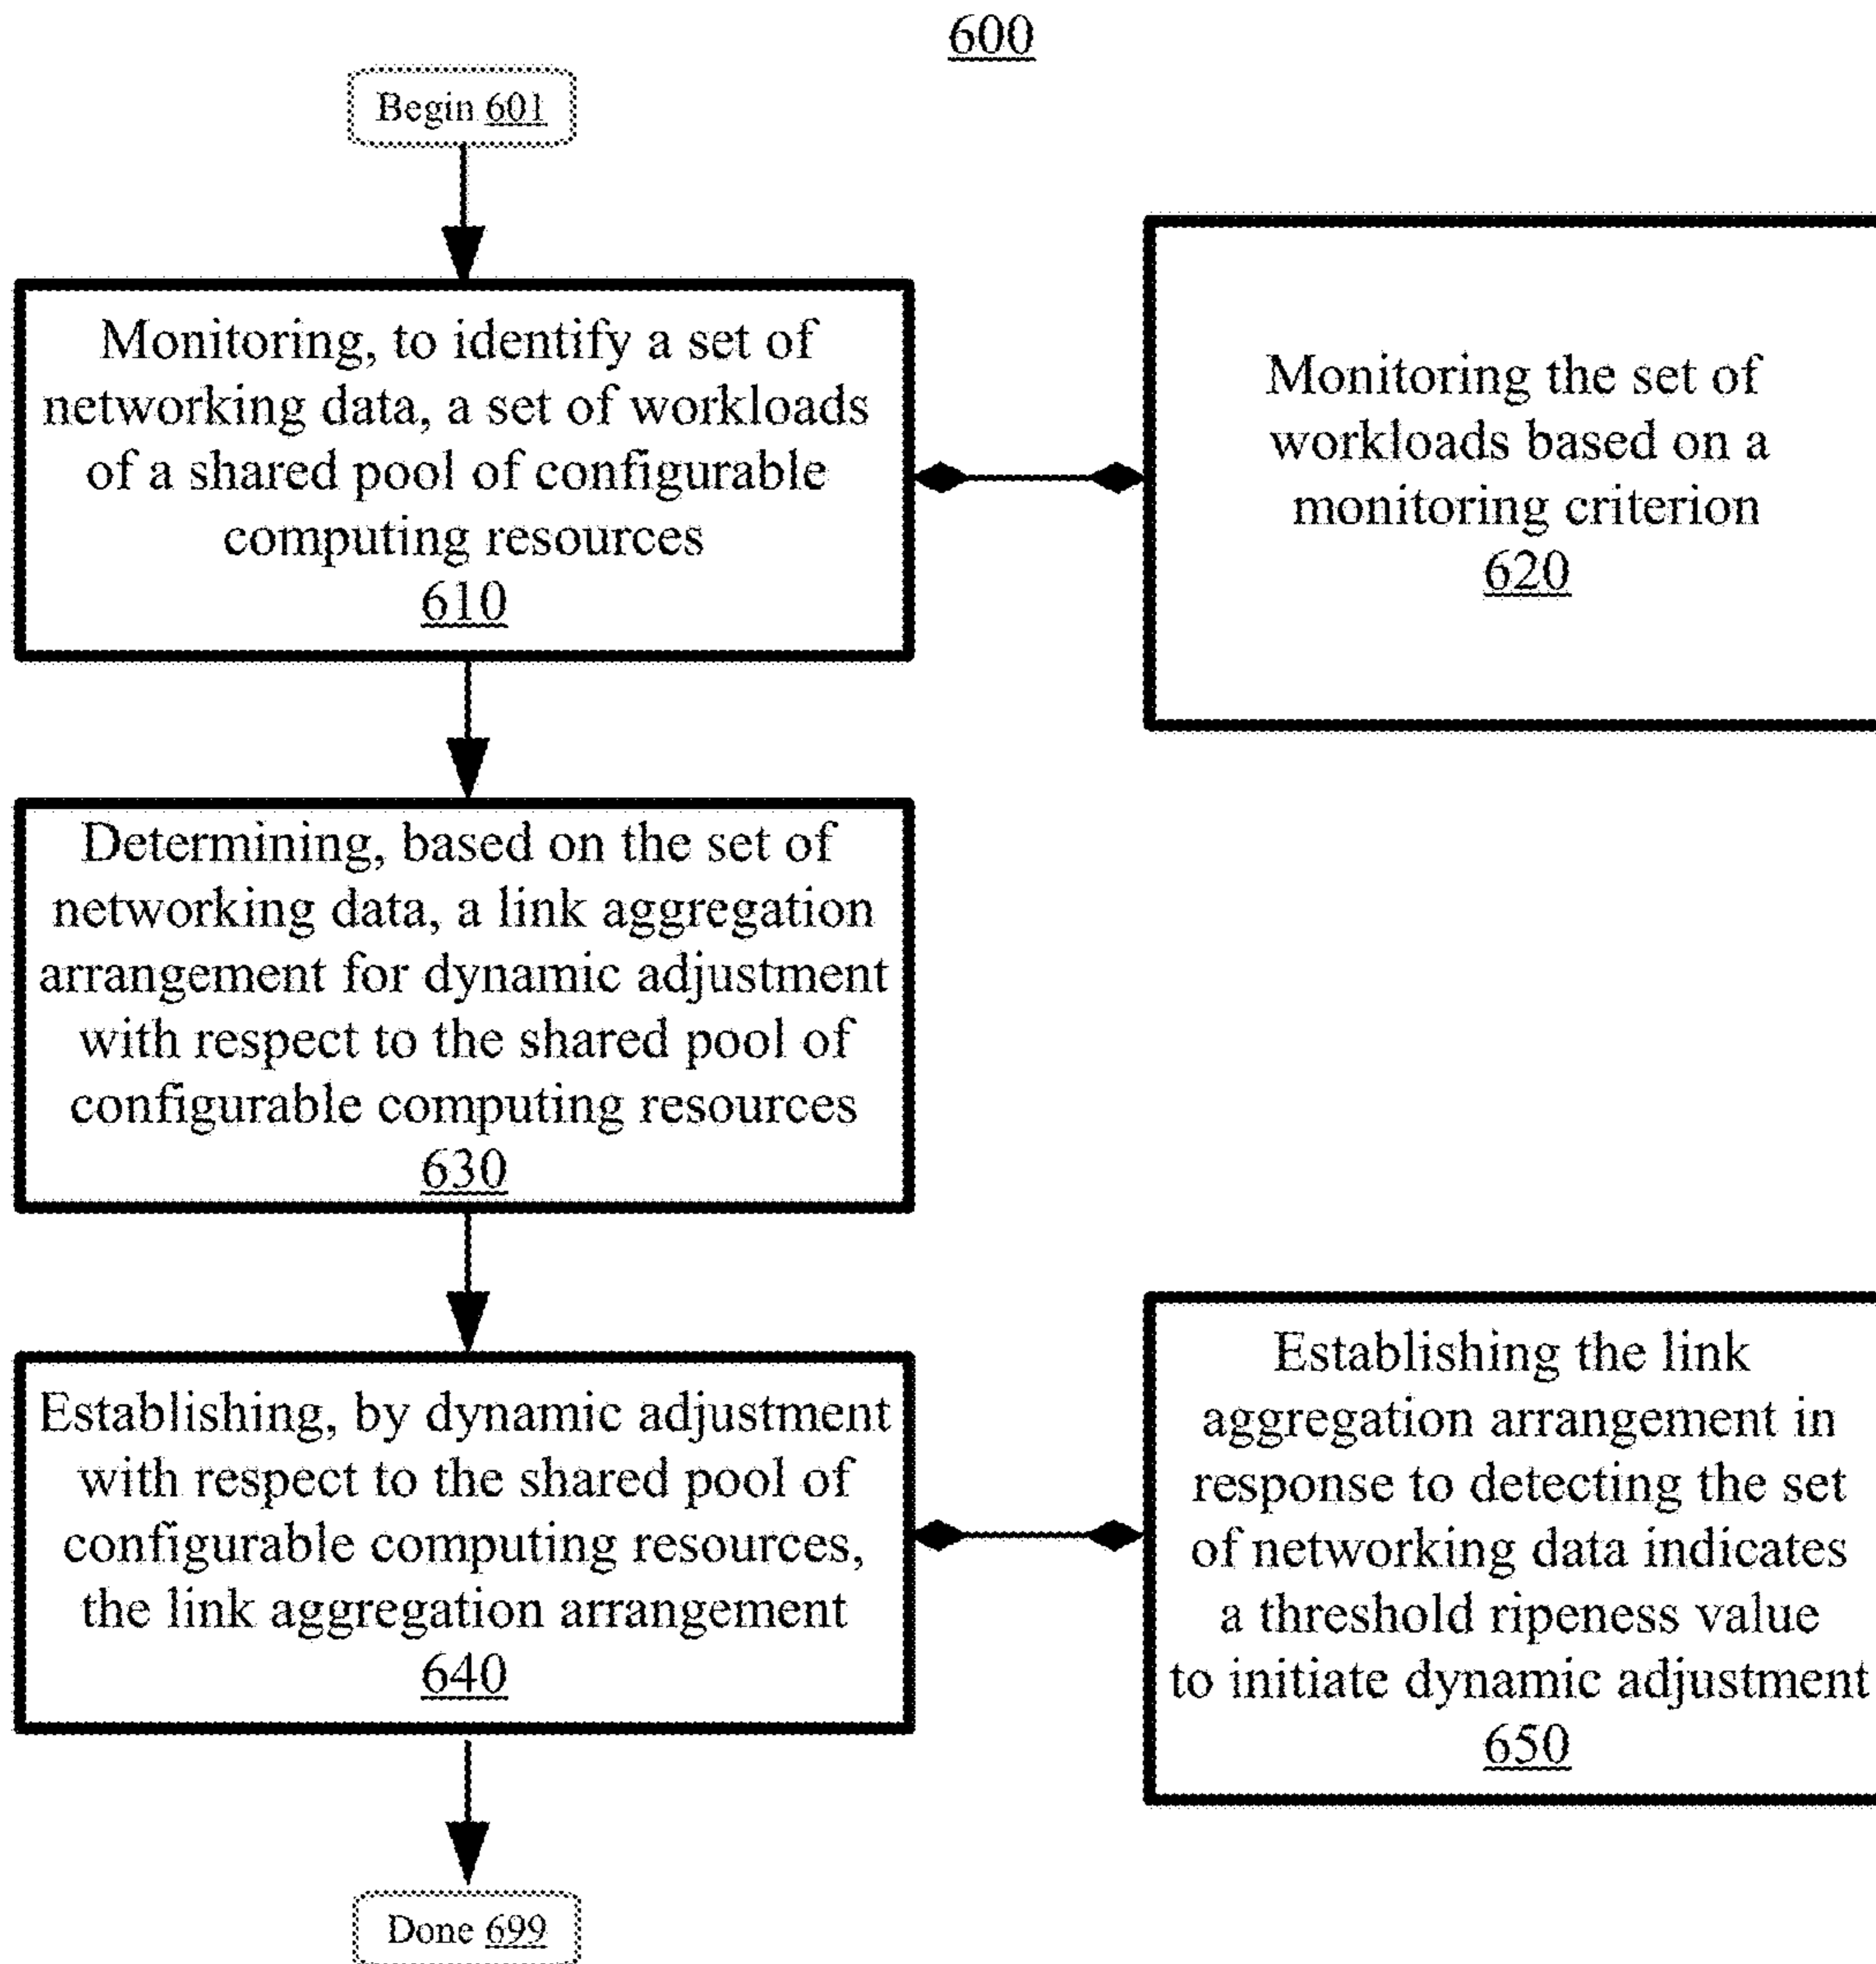 600
Begin 601
Monitoring, to identify a set of
networking data, a set of workloads
of a shared pool of configurable
computing resources
610
Monitoring the set of
workloads based on a
monitoring criterion
620
Determining, based on the set of
networking data, a link aggregation
arrangement for dynamic adjustment
with respect to the shared pool of
configurable computing resources
630
Establishing, by dynamic adjustment
with respect to the shared pool of
configurable computing resources,
the link aggregation arrangement
640
Establishing the link
aggregation arrangement in
response to detecting the set
of networking data indicates
a threshold ripeness value
to initiate dynamic adjustment
650
Done 699